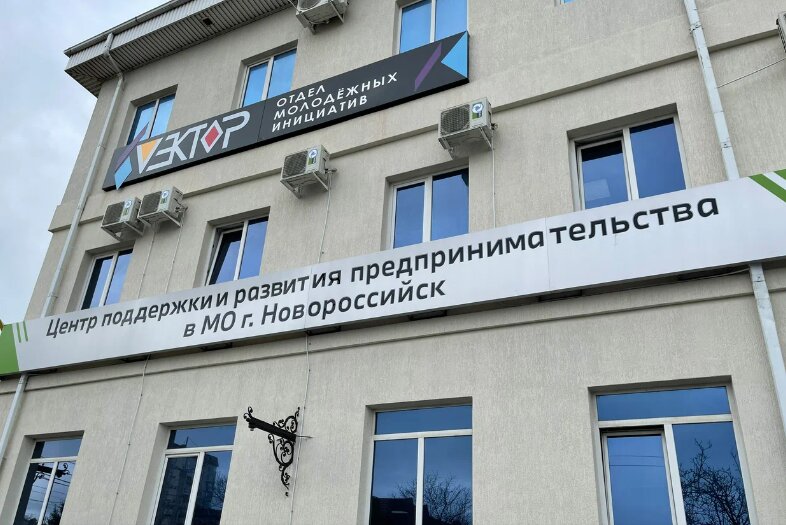 ВЕКТОР
ОТДЕЛ
МОЛОДЁЖНЫХ
ИНИЦИАТИВ
Центр поддержки и развития предпринимательства
в МО г. Новороссийск